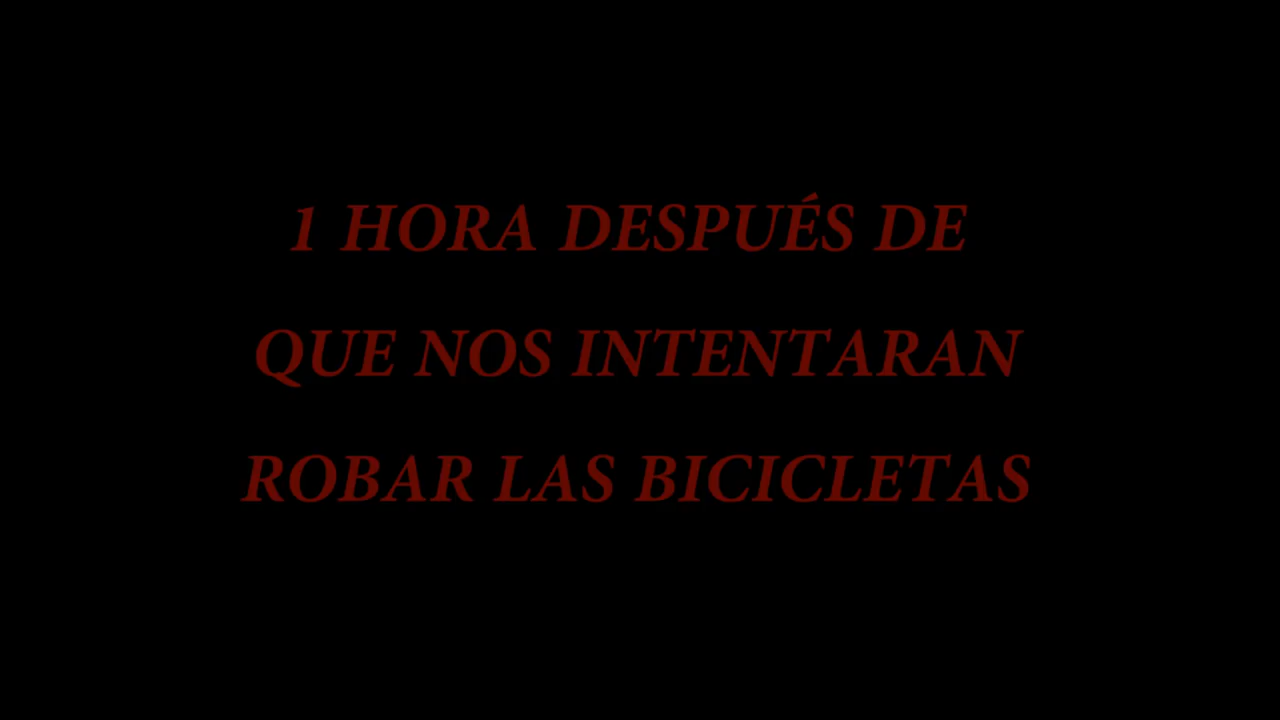 1 HORA DESPUÉS DE
QUE NOS INTENTARAN
ROBAR LAS BICICLETAS